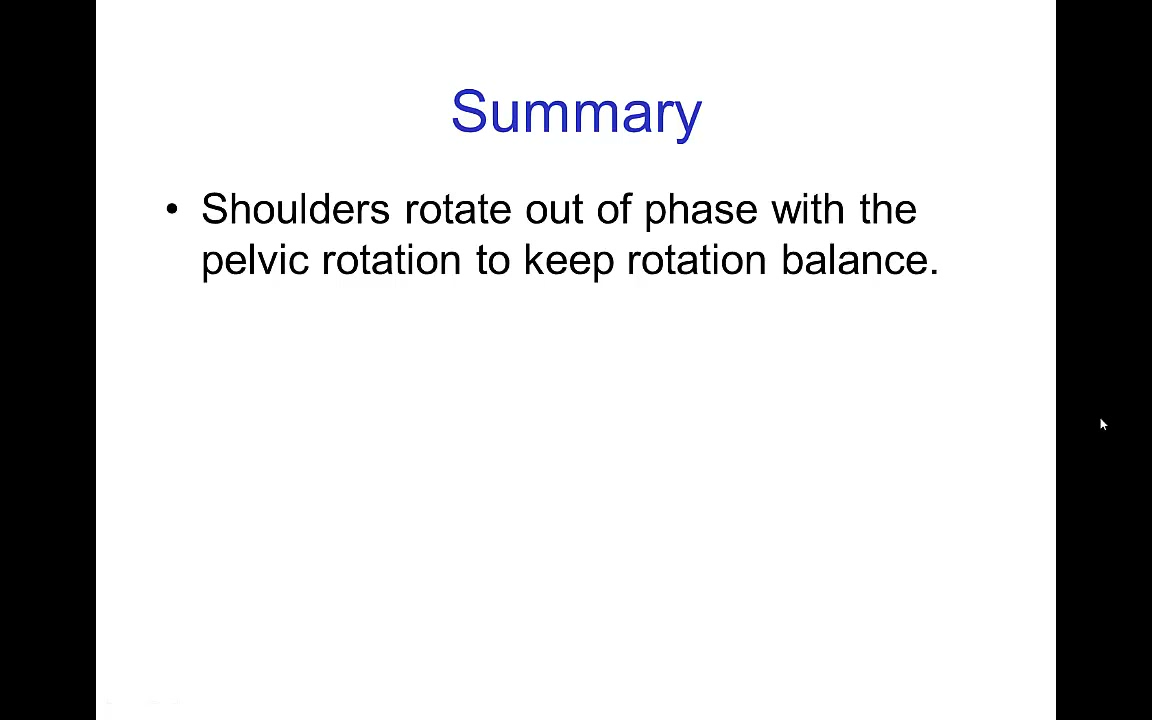 Summary
• Shoulders rotate out of phase with the
pelvic rotation to keep rotation balance.